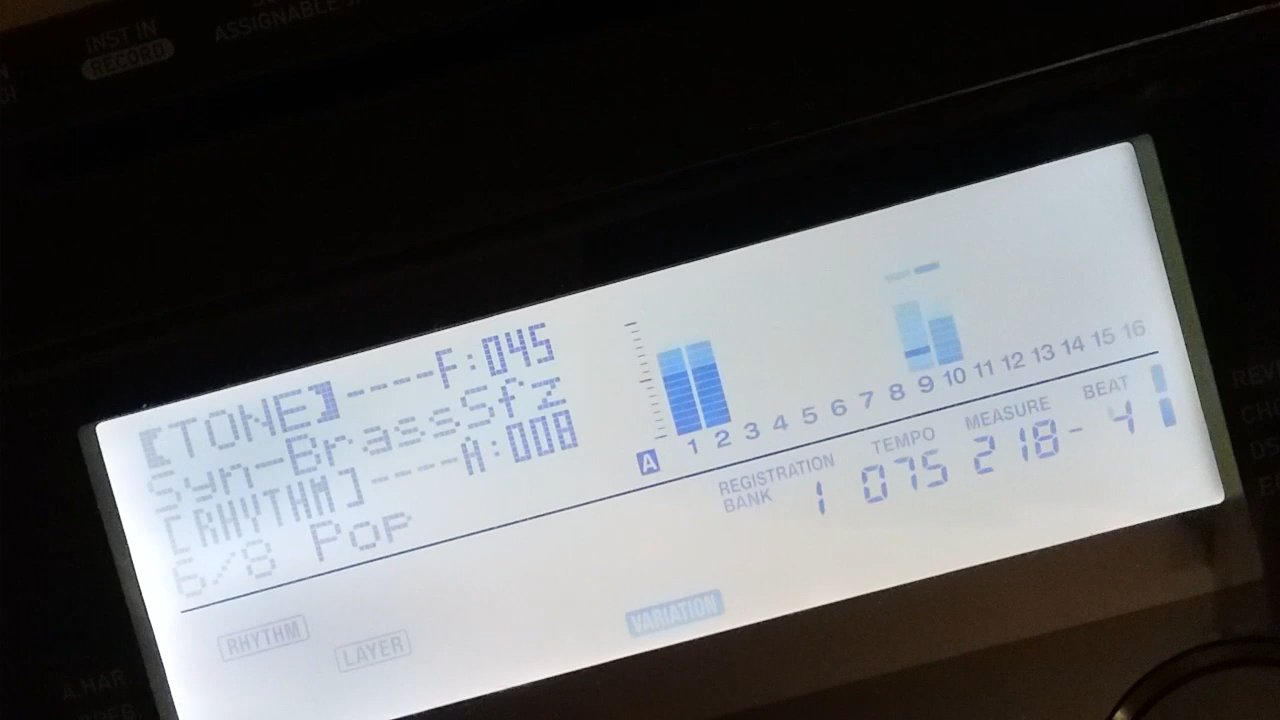 INST IN
RECORD
[TONE]----F:045
Syn-BrassSfz
[RHYTHM]----A:008
6/8 Pop
A 1 2 3 4 5 6 7 8 9 10 11 12 13 14 15 16
REGISTRATION BANK 1
TEMPO 075
MEASURE 218-
BEAT 4
RHYTHM
LAYER
VARIATION
A.HAR.